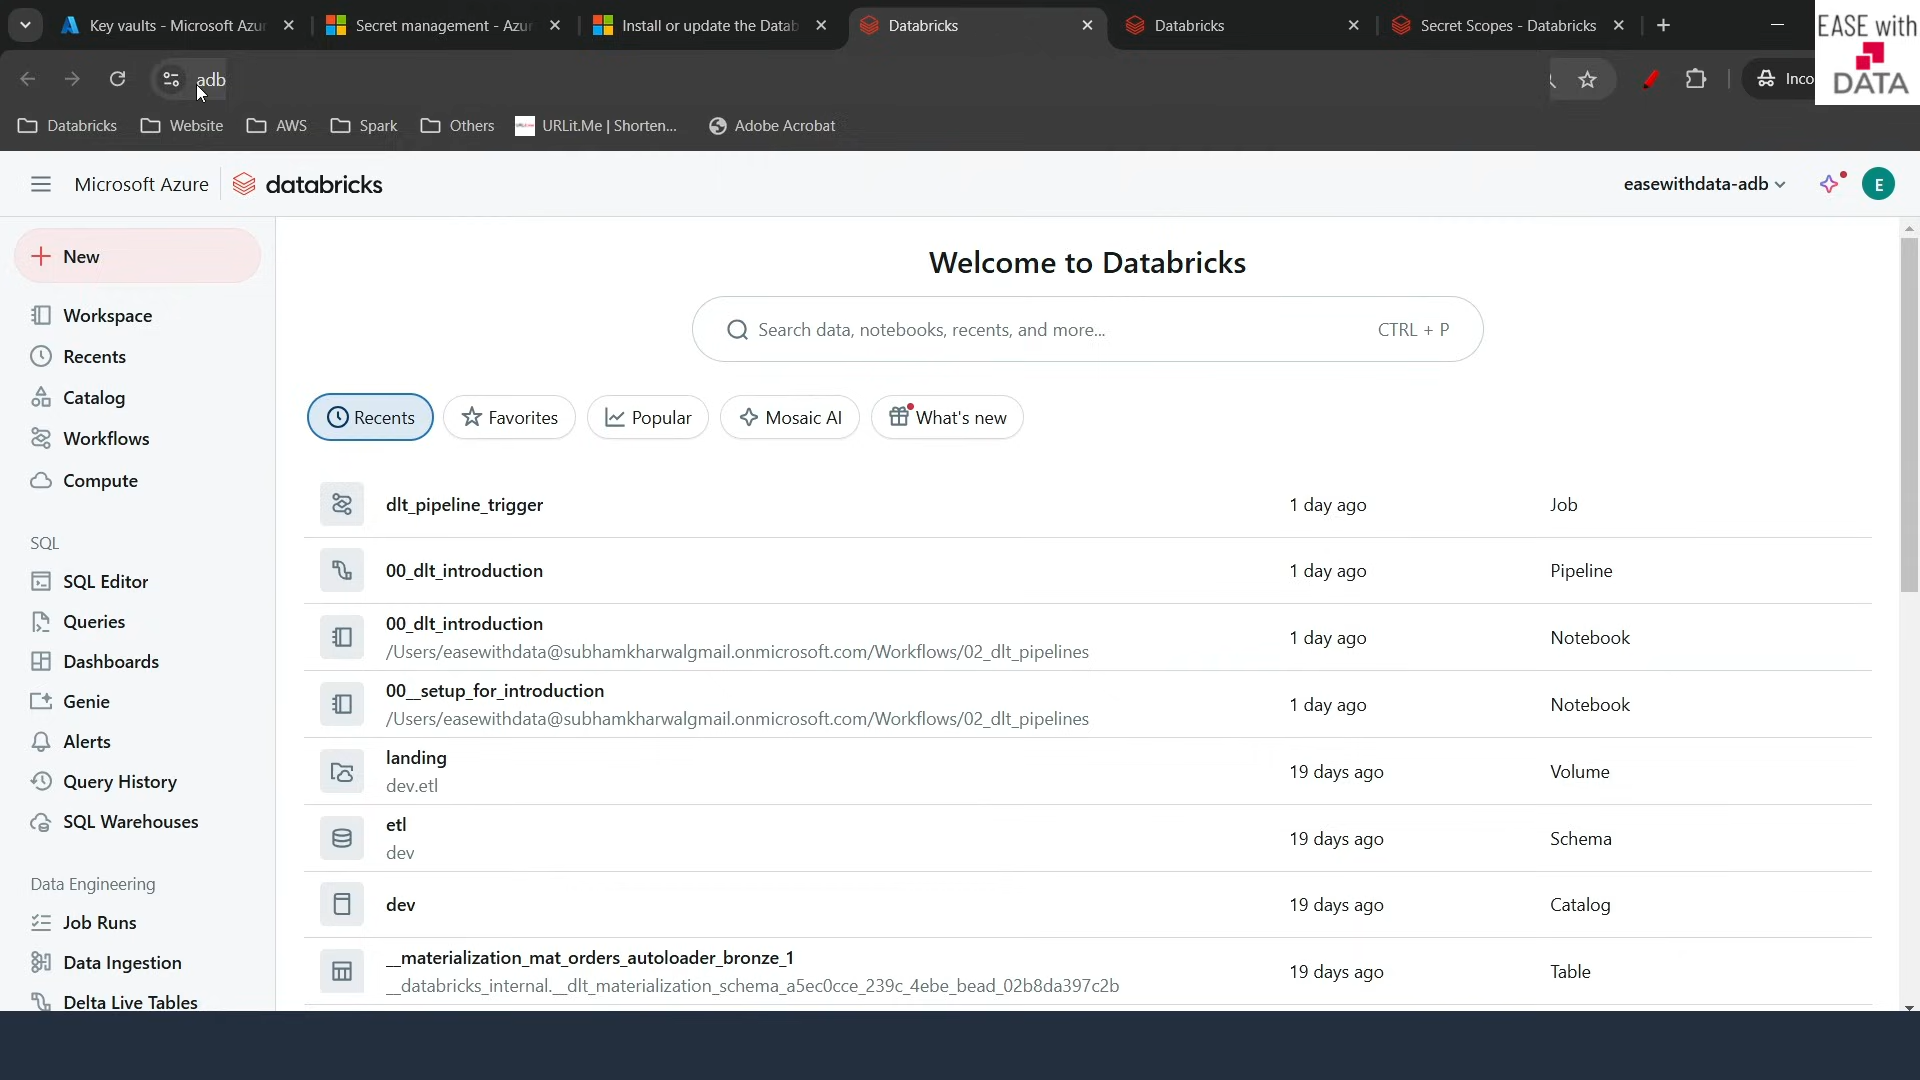 Key vaults - Microsoft Azu
Secret management - Azu
Install or update the Datab
Databricks
Databricks
Secret Scopes - Databricks
EASE with
DATA
adb
Inco
Databricks
Website
AWS
Spark
Others
URLit.Me | Shorten...
Adobe Acrobat
Microsoft Azure
databricks
easewithdata-adb
E
New
Workspace
Recents
Catalog
Workflows
Compute
SQL
SQL Editor
Queries
Dashboards
Genie
Alerts
Query History
SQL Warehouses
Data Engineering
Job Runs
Data Ingestion
Delta Live Tables
Welcome to Databricks
Search data, notebooks, recents, and more... CTRL + P
Recents Favorites Popular Mosaic AI What's new
dlt_pipeline_trigger 1 day ago Job
00_dlt_introduction 1 day ago Pipeline
00_dlt_introduction
/Users/easewithdata@subhamkharwalgmail.onmicrosoft.com/Workflows/02_dlt_pipelines
1 day ago Notebook
00__setup_for_introduction
/Users/easewithdata@subhamkharwalgmail.onmicrosoft.com/Workflows/02_dlt_pipelines
1 day ago Notebook
landing
dev.etl
19 days ago Volume
etl
dev
19 days ago Schema
dev 19 days ago Catalog
__materialization_mat_orders_autoloader_bronze_1
__databricks_internal.__dlt_materialization_schema_a5ec0cce_239c_4ebe_bead_02b8da397c2b
19 days ago Table